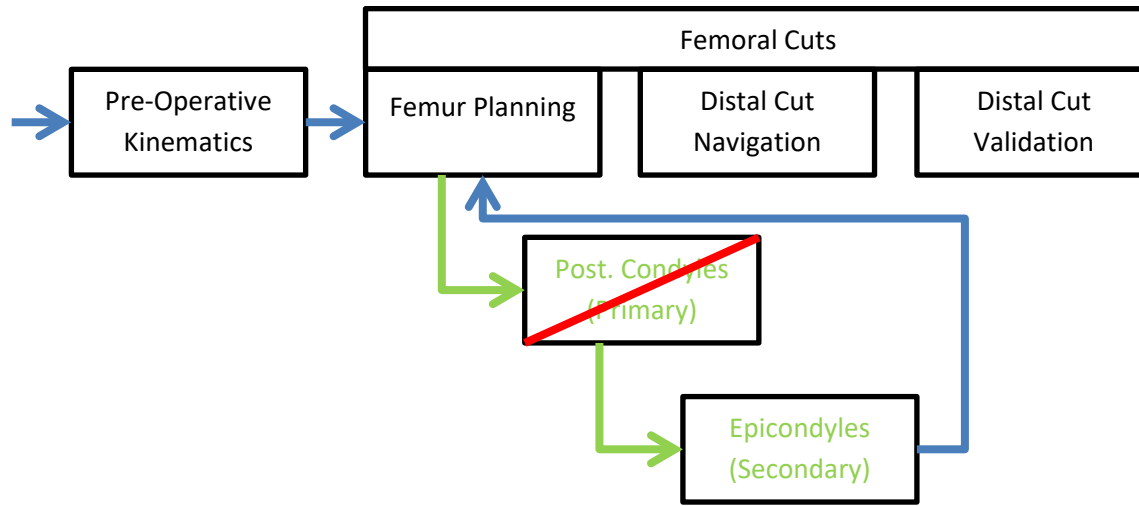 Femoral Cuts
Pre-Operative
Kinematics
Femur Planning
Distal Cut
Navigation
Distal Cut
Validation
Post. Condyles
(Primary)
Epicondyles
(Secondary)